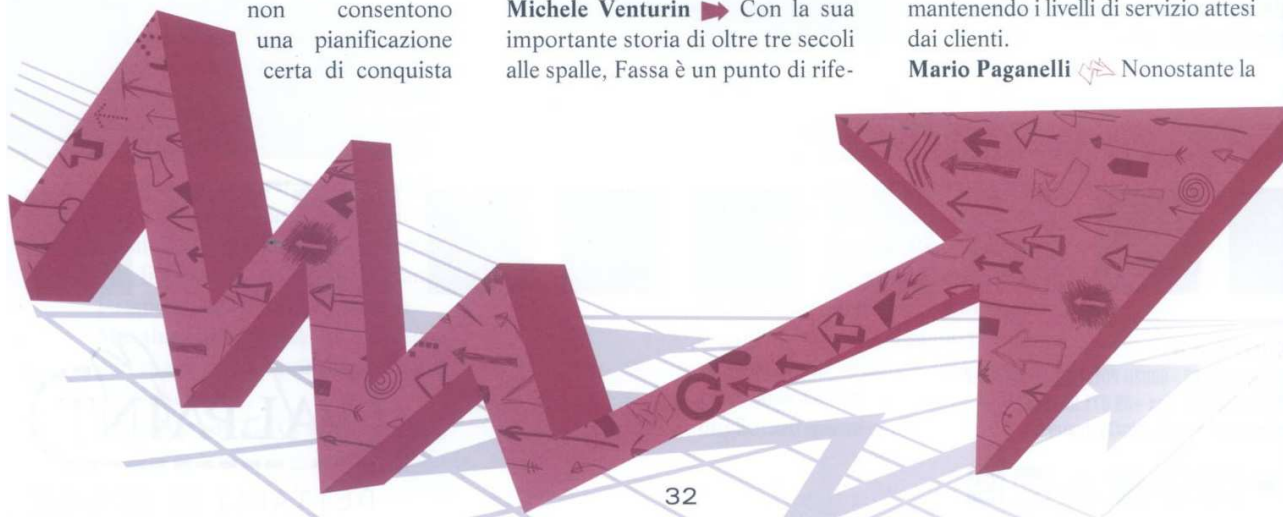 non consentono
una pianificazione
certa di conquista
Michele Venturin Con la sua
importante storia di oltre tre secoli
alle spalle, Fassa è un punto di rife-
mantenendo i livelli di servizio attesi
dai clienti.
Mario Paganelli Nonostante la
32